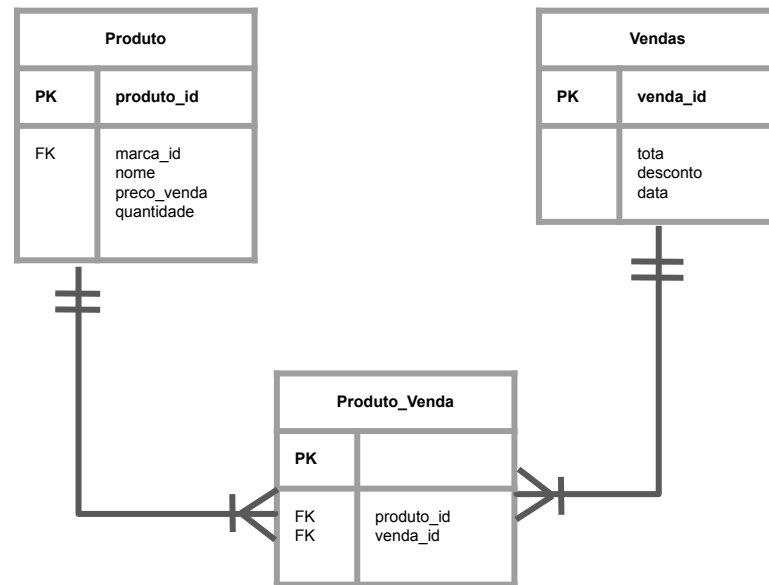 Produto
PK produto_id
FK marca_id
nome
preco_venda
quantidade
Vendas
PK venda_id
tota
desconto
data
Produto_Venda
PK
FK produto_id
FK venda_id